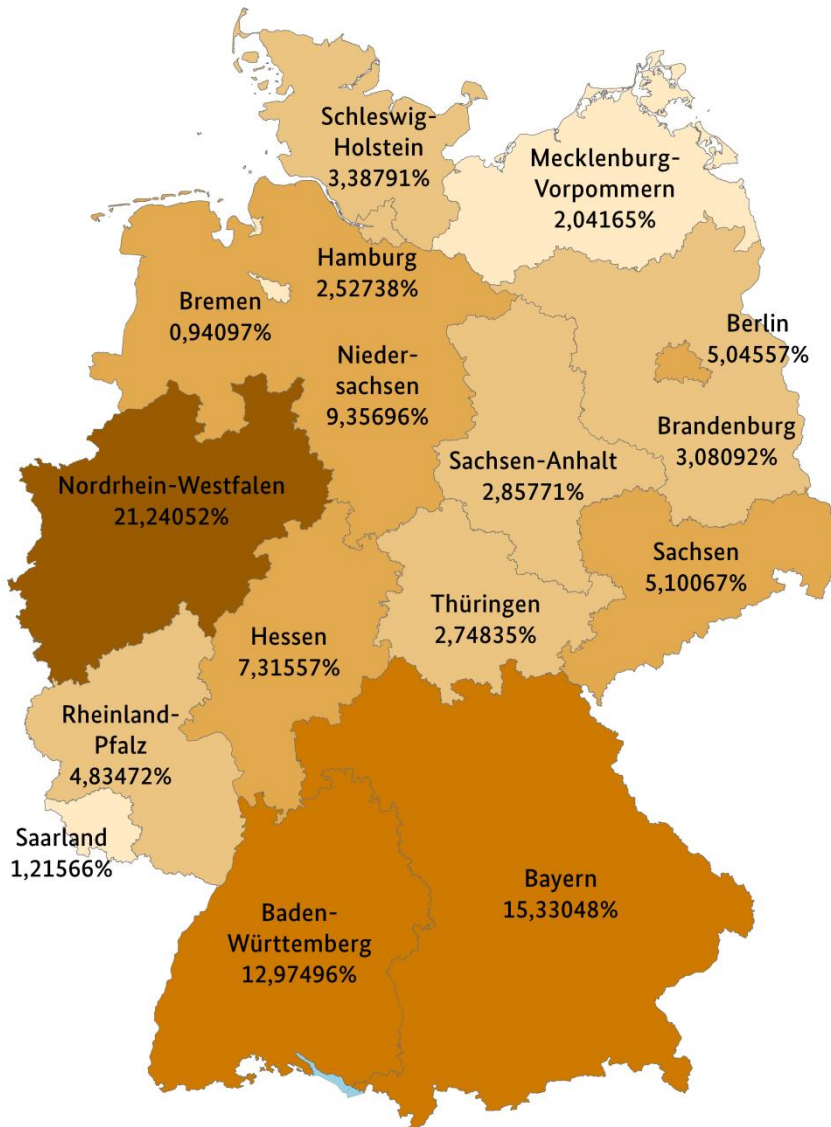 Schleswig-
Holstein
3,38791%
Mecklenburg-
Vorpommern
2,04165%
Hamburg
2,52738%
Bremen
0,94097%
Berlin
5,04557%
Nieder-
sachsen
9,35696%
Brandenburg
3,08092%
Sachsen-Anhalt
2,85771%
Nordrhein-Westfalen
21,24052%
Sachsen
5,10067%
Thüringen
2,74835%
Hessen
7,31557%
Rheinland-
Pfalz
4,83472%
Saarland
1,21566%
Bayern
15,33048%
Baden-
Württemberg
12,97496%